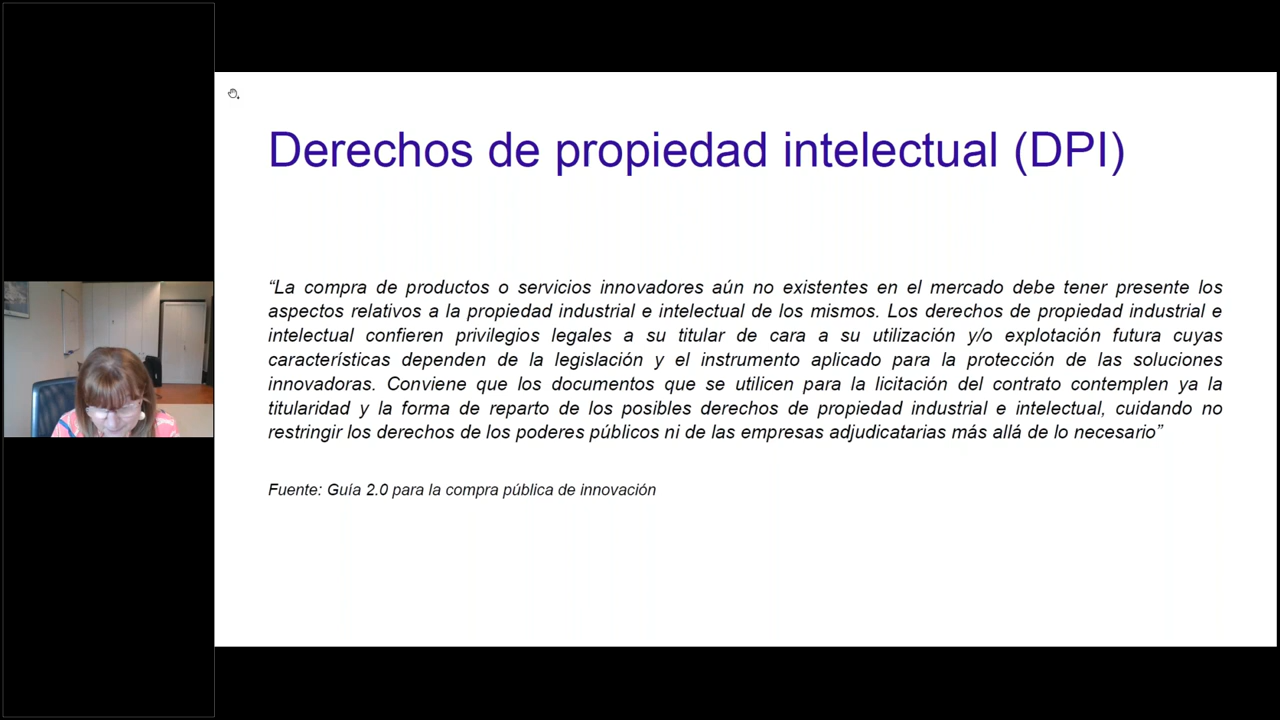 Derechos de propiedad intelectual (DPI)
“La compra de productos o servicios innovadores aún no existentes en el mercado debe tener presente los
aspectos relativos a la propiedad industrial e intelectual de los mismos. Los derechos de propiedad industrial e
intelectual confieren privilegios legales a su titular de cara a su utilización y/o explotación futura cuyas
características dependen de la legislación y el instrumento aplicado para la protección de las soluciones
innovadoras. Conviene que los documentos que se utilicen para la licitación del contrato contemplen ya la
titularidad y la forma de reparto de los posibles derechos de propiedad industrial e intelectual, cuidando no
restringir los derechos de los poderes públicos ni de las empresas adjudicatarias más allá de lo necesario”
Fuente: Guía 2.0 para la compra pública de innovación